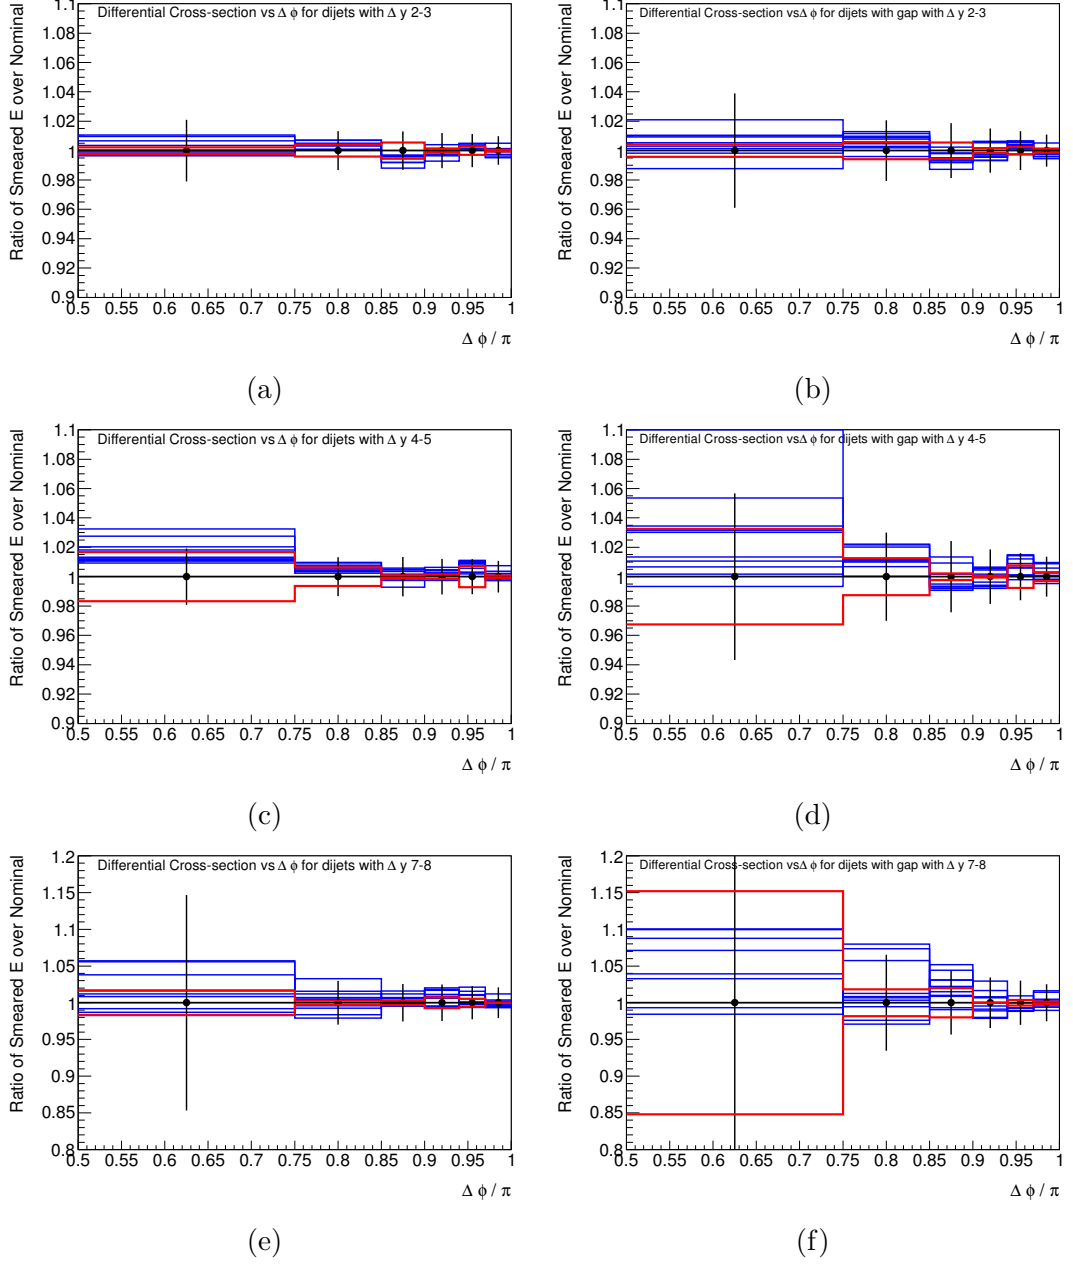 Differential Cross-section vs Δ ϕ for dijets with Δ y 2-3
Ratio of Smeared E over Nominal
1.1
1.08
1.06
1.04
1.02
1
0.98
0.96
0.94
0.92
0.9
0.5 0.55 0.6 0.65 0.7 0.75 0.8 0.85 0.9 0.95 1
Δ ϕ / π
(a)
Differential Cross-section vsΔ ϕ for dijets with gap with Δ y 2-3
Ratio of Smeared E over Nominal
1.1
1.08
1.06
1.04
1.02
1
0.98
0.96
0.94
0.92
0.9
0.5 0.55 0.6 0.65 0.7 0.75 0.8 0.85 0.9 0.95 1
Δ ϕ / π
(b)
Differential Cross-section vs Δ ϕ for dijets with Δ y 4-5
Ratio of Smeared E over Nominal
1.1
1.08
1.06
1.04
1.02
1
0.98
0.96
0.94
0.92
0.9
0.5 0.55 0.6 0.65 0.7 0.75 0.8 0.85 0.9 0.95 1
Δ ϕ / π
(c)
Differential Cross-section vsΔ ϕ for dijets with gap with Δ y 4-5
Ratio of Smeared E over Nominal
1.1
1.08
1.06
1.04
1.02
1
0.98
0.96
0.94
0.92
0.9
0.5 0.55 0.6 0.65 0.7 0.75 0.8 0.85 0.9 0.95 1
Δ ϕ / π
(d)
Differential Cross-section vs Δ ϕ for dijets with Δ y 7-8
Ratio of Smeared E over Nominal
1.2
1.15
1.1
1.05
1
0.95
0.9
0.85
0.8
0.5 0.55 0.6 0.65 0.7 0.75 0.8 0.85 0.9 0.95 1
Δ ϕ / π
(e)
Differential Cross-section vsΔ ϕ for dijets with gap with Δ y 7-8
Ratio of Smeared E over Nominal
1.2
1.15
1.1
1.05
1
0.95
0.9
0.85
0.8
0.5 0.55 0.6 0.65 0.7 0.75 0.8 0.85 0.9 0.95 1
Δ ϕ / π
(f)